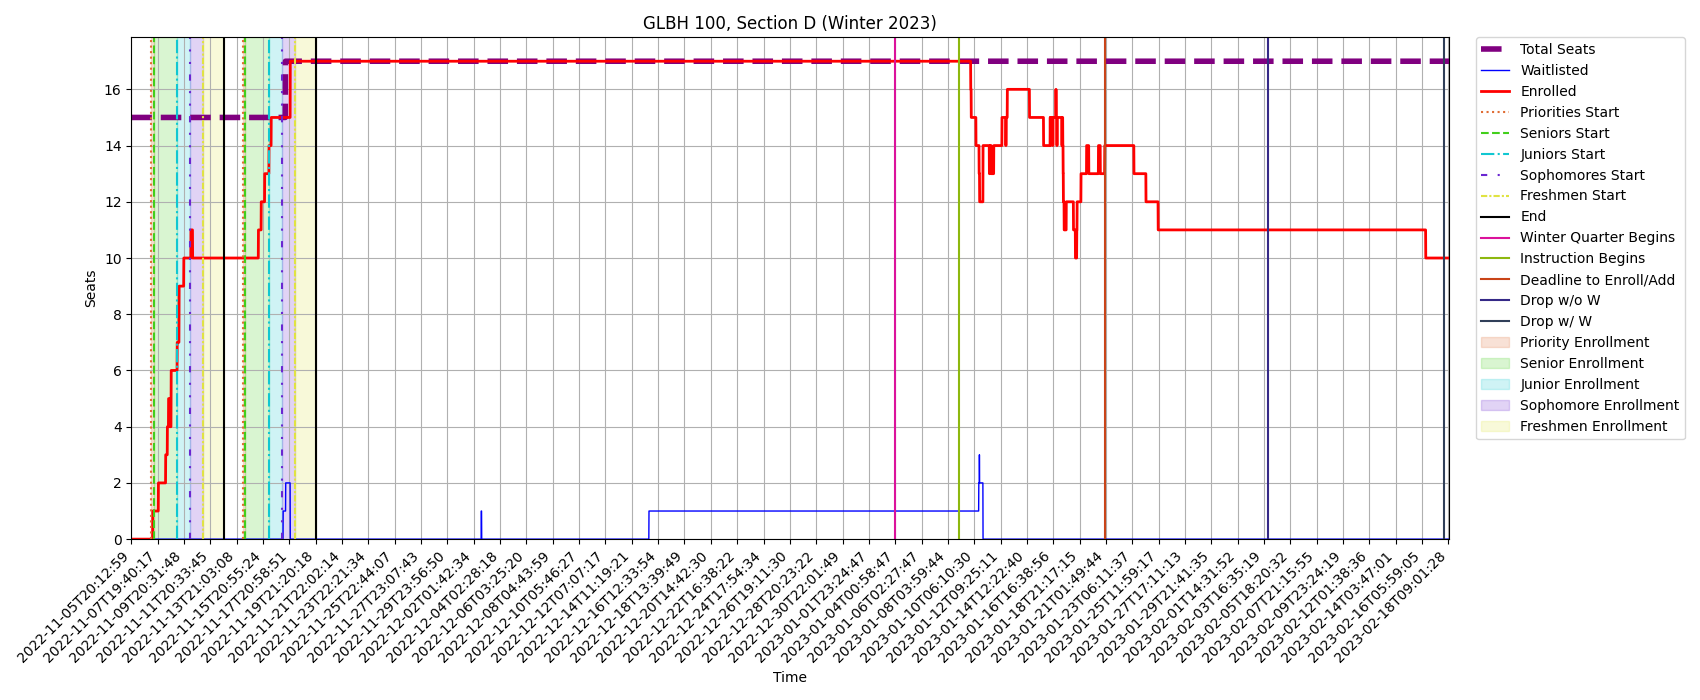 GLBH 100, Section D (Winter 2023)
Seats
16
14
12
10
8
6
4
2
0
2022-11-05T20:12:59
2022-11-07T19:40:17
2022-11-09T20:31:48
2022-11-11T20:33:45
2022-11-13T21:03:08
2022-11-15T20:55:24
2022-11-17T20:58:51
2022-11-19T21:20:18
2022-11-21T22:02:14
2022-11-23T22:21:34
2022-11-25T22:44:07
2022-11-27T23:07:43
2022-11-29T23:56:50
2022-12-02T01:42:34
2022-12-04T02:28:18
2022-12-06T03:25:20
2022-12-08T04:43:59
2022-12-10T05:46:27
2022-12-12T07:07:17
2022-12-14T11:19:21
2022-12-16T12:33:54
2022-12-18T13:39:49
2022-12-20T14:42:30
2022-12-22T16:38:22
2022-12-24T17:54:34
2022-12-26T19:11:30
2022-12-28T20:23:22
2022-12-30T22:01:49
2023-01-01T23:24:47
2023-01-04T00:58:47
2023-01-06T02:27:47
2023-01-08T03:59:44
2023-01-10T06:10:30
2023-01-12T09:25:11
2023-01-14T12:22:40
2023-01-16T16:38:56
2023-01-18T21:17:15
2023-01-21T01:49:44
2023-01-23T06:11:37
2023-01-25T11:59:17
2023-01-27T17:11:13
2023-01-29T21:41:35
2023-02-01T14:31:52
2023-02-03T16:35:19
2023-02-05T18:20:32
2023-02-07T21:15:55
2023-02-09T23:24:19
2023-02-12T01:38:36
2023-02-14T03:47:01
2023-02-16T05:59:05
2023-02-18T09:01:28
Time
Total Seats
Waitlisted
Enrolled
Priorities Start
Seniors Start
Juniors Start
Sophomores Start
Freshmen Start
End
Winter Quarter Begins
Instruction Begins
Deadline to Enroll/Add
Drop w/o W
Drop w/ W
Priority Enrollment
Senior Enrollment
Junior Enrollment
Sophomore Enrollment
Freshmen Enrollment